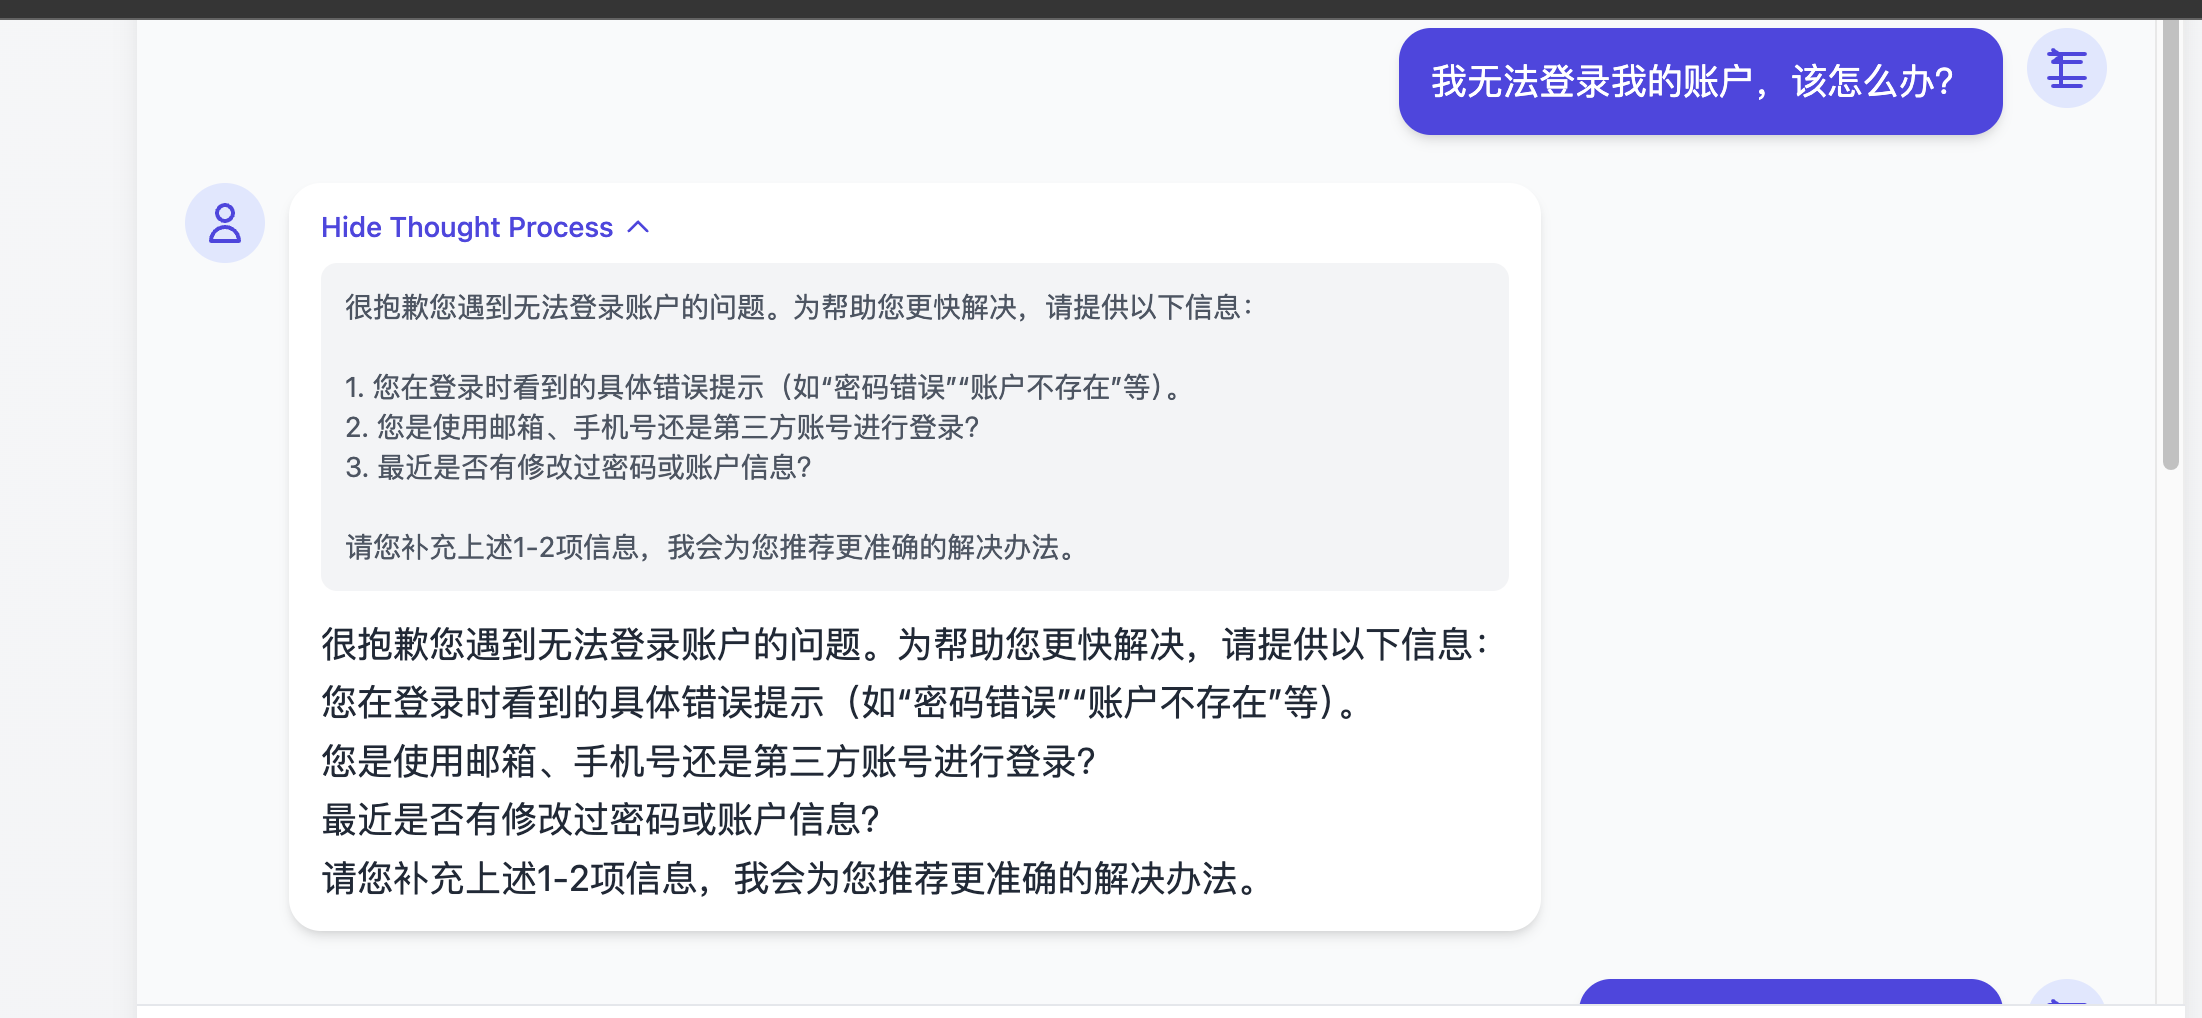 我无法登录我的账户，该怎么办？
Hide Thought Process
很抱歉您遇到无法登录账户的问题。为帮助您更快解决，请提供以下信息：
1. 您在登录时看到的具体错误提示（如“密码错误”“账户不存在”等）。
2. 您是使用邮箱、手机号还是第三方账号进行登录？
3. 最近是否有修改过密码或账户信息？
请您补充上述1-2项信息，我会为您推荐更准确的解决办法。
很抱歉您遇到无法登录账户的问题。为帮助您更快解决，请提供以下信息：
您在登录时看到的具体错误提示（如“密码错误”“账户不存在”等）。
您是使用邮箱、手机号还是第三方账号进行登录？
最近是否有修改过密码或账户信息？
请您补充上述1-2项信息，我会为您推荐更准确的解决办法。